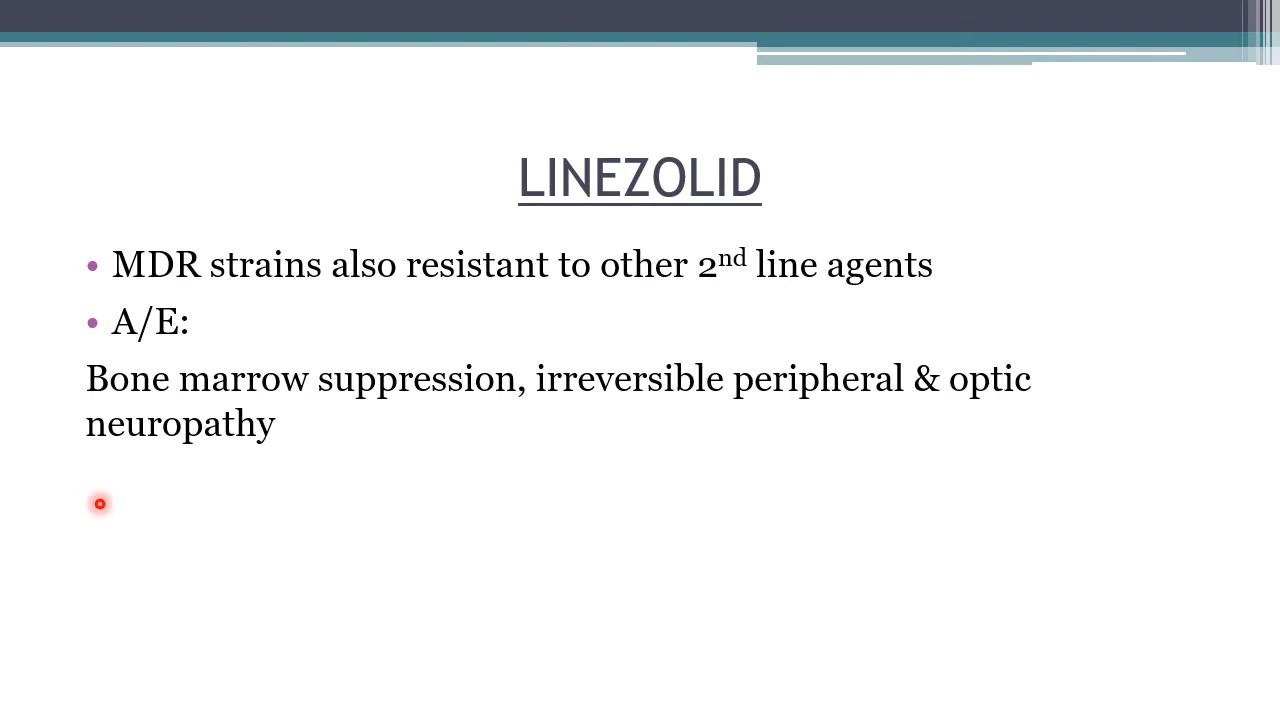 LINEZOLID
• MDR strains also resistant to other 2nd line agents
• A/E:
Bone marrow suppression, irreversible peripheral & optic
neuropathy